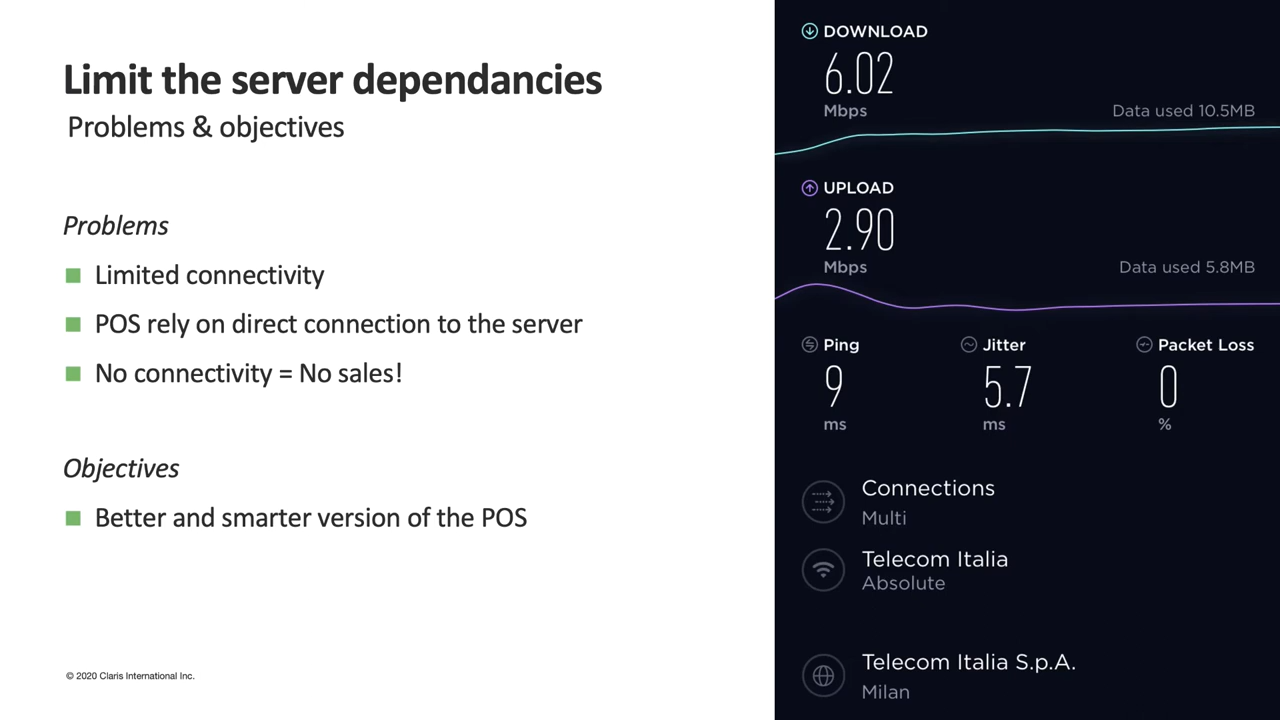 Limit the server dependancies
Problems & objectives
Problems
Limited connectivity
POS rely on direct connection to the server
No connectivity = No sales!
Objectives
Better and smarter version of the POS
© 2020 Claris International Inc.
DOWNLOAD
6.02
Mbps
Data used 10.5MB
UPLOAD
2.90
Mbps
Data used 5.8MB
Ping
9
ms
Jitter
5.7
ms
Packet Loss
0
%
Connections
Multi
Telecom Italia
Absolute
Telecom Italia S.p.A.
Milan